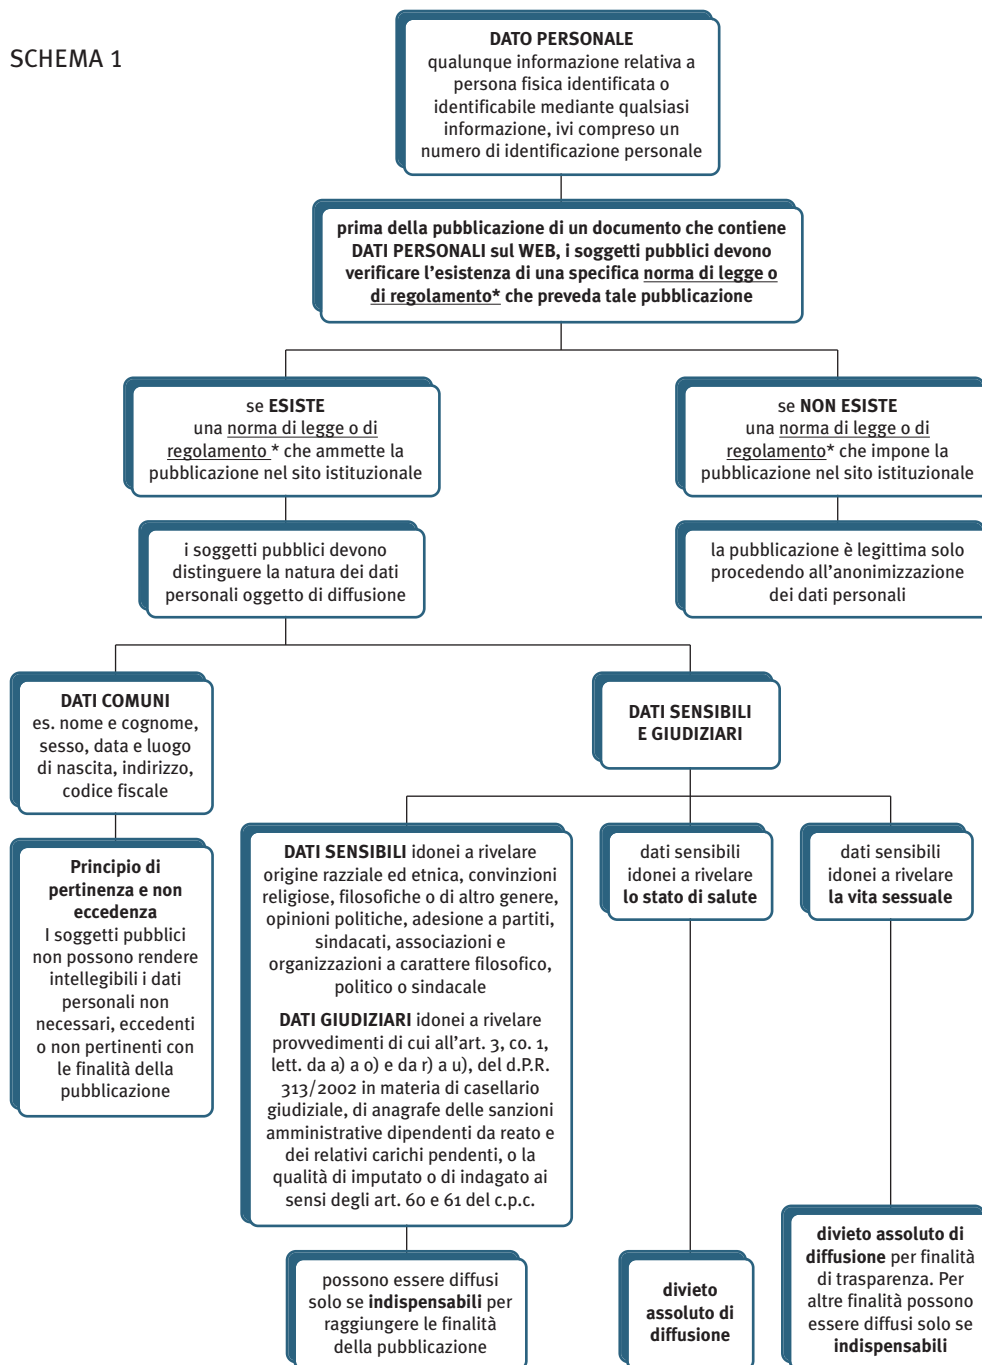 SCHEMA 1
DATO PERSONALE
qualunque informazione relativa a
persona fisica identificata o
identificabile mediante qualsiasi
informazione, ivi compreso un
numero di identificazione personale
prima della pubblicazione di un documento che contiene
DATI PERSONALI sul WEB, i soggetti pubblici devono
verificare l’esistenza di una specifica norma di legge o
di regolamento* che preveda tale pubblicazione
se ESISTE
una norma di legge o di
regolamento * che ammette la
pubblicazione nel sito istituzionale
se NON ESISTE
una norma di legge o di
regolamento* che impone la
pubblicazione nel sito istituzionale
i soggetti pubblici devono
distinguere la natura dei dati
personali oggetto di diffusione
la pubblicazione è legittima solo
procedendo all’anonimizzazione
dei dati personali
DATI COMUNI
es. nome e cognome,
sesso, data e luogo
di nascita, indirizzo,
codice fiscale
DATI SENSIBILI
E GIUDIZIARI
Principio di
pertinenza e non
eccedenza
I soggetti pubblici
non possono rendere
intellegibili i dati
personali non
necessari, eccedenti
o non pertinenti con
le finalità della
pubblicazione
DATI SENSIBILI idonei a rivelare
origine razziale ed etnica, convinzioni
religiose, filosofiche o di altro genere,
opinioni politiche, adesione a partiti,
sindacati, associazioni e
organizzazioni a carattere filosofico,
politico o sindacale
DATI GIUDIZIARI idonei a rivelare
provvedimenti di cui all’art. 3, co. 1,
lett. da a) a o) e da r) a u), del d.P.R.
313/2002 in materia di casellario
giudiziale, di anagrafe delle sanzioni
amministrative dipendenti da reato e
dei relativi carichi pendenti, o la
qualità di imputato o di indagato ai
sensi degli art. 60 e 61 del c.p.c.
dati sensibili
idonei a rivelare
lo stato di salute
dati sensibili
idonei a rivelare
la vita sessuale
possono essere diffusi
solo se indispensabili per
raggiungere le finalità
della pubblicazione
divieto
assoluto di
diffusione
divieto assoluto di
diffusione per finalità
di trasparenza. Per
altre finalità possono
essere diffusi solo se
indispensabili